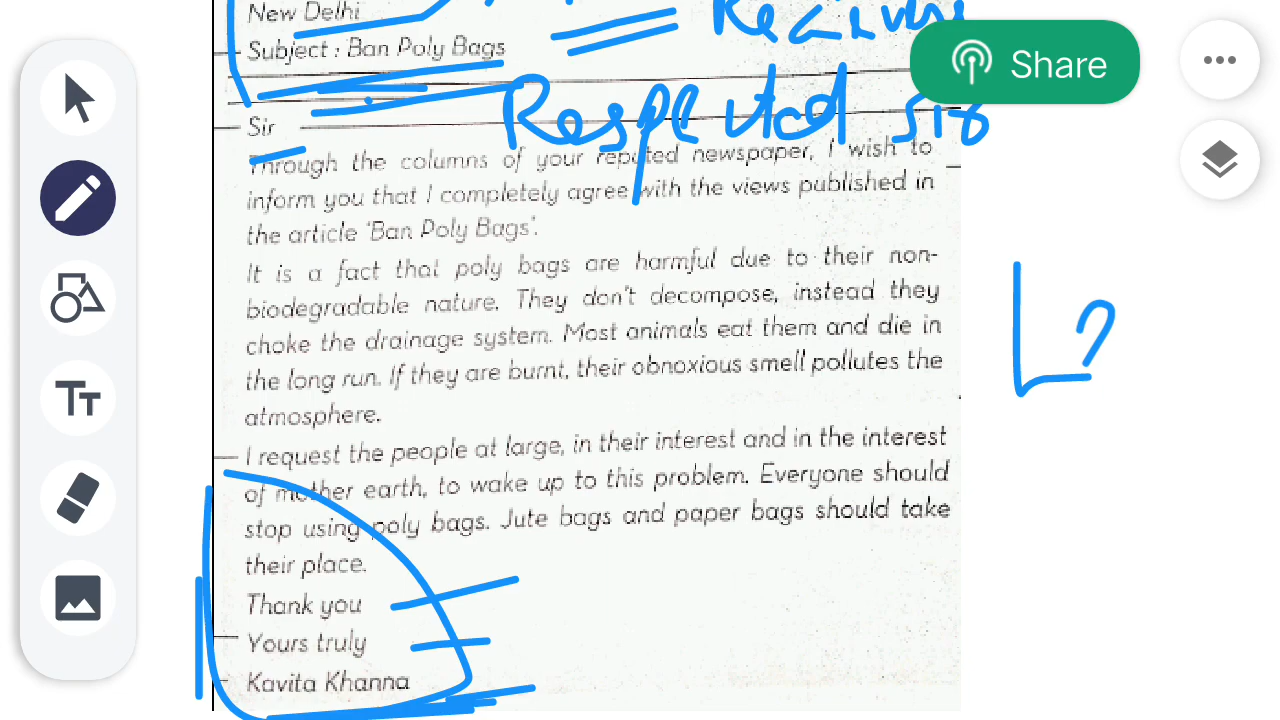 New Delhi
Subject : Ban Poly Bags
Share
Respected sir
Sir
Through the columns of your reputed newspaper, I wish to
inform you that I completely agree with the views published in
the article 'Ban Poly Bags'.
It is a fact that poly bags are harmful due to their non-
biodegradable nature. They don't decompose, instead they
choke the drainage system. Most animals eat them and die in
the long run. If they are burnt, their obnoxious smell pollutes the
atmosphere.
L?
I request the people at large, in their interest and in the interest
of mother earth, to wake up to this problem. Everyone should
stop using poly bags. Jute bags and paper bags should take
their place.
Thank you
Yours truly
Kavita Khanna
TT